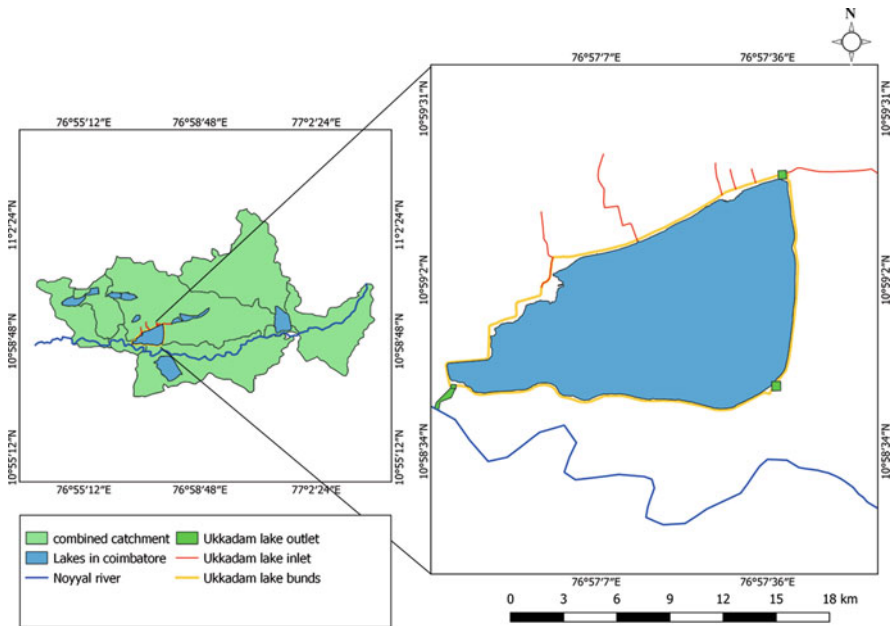 N
76°57'7"E 76°57'36"E
10°59'31"N
10°59'31"N
76°55'12"E 76°58'48"E 77°2'24"E
11°2'24"N
11°2'24"N
10°59'2"N
10°59'2"N
10°58'48"N
10°58'48"N
10°58'34"N
10°58'34"N
10°55'12"N
10°55'12"N
76°55'12"E 76°58'48"E 77°2'24"E
combined catchment
Lakes in coimbatore
Noyyal river
Ukkadam lake outlet
Ukkadam lake inlet
Ukkadam lake bunds
76°57'7"E 76°57'36"E
0 3 6 9 12 15 18 km